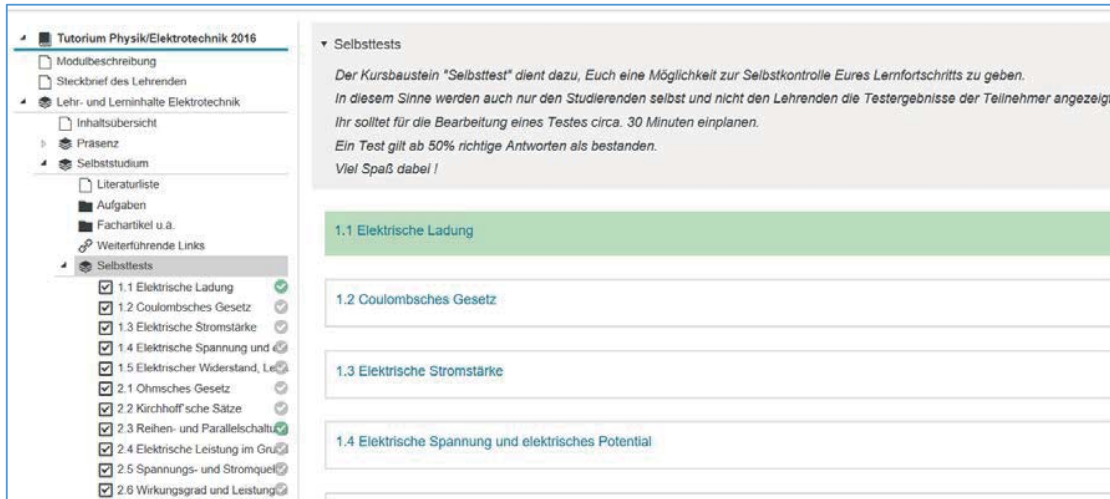 Tutorium Physik/Elektrotechnik 2016
Modulbeschreibung
Steckbrief des Lehrenden
Lehr- und Lerninhalte Elektrotechnik
Inhaltsübersicht
Präsenz
Selbststudium
Literaturliste
Aufgaben
Fachartikel u.ä.
Weiterführende Links
Selbsttests
1.1 Elektrische Ladung
1.2 Coulombsches Gesetz
1.3 Elektrische Stromstärke
1.4 Elektrische Spannung und
1.5 Elektrischer Widerstand, Le
2.1 Ohmsches Gesetz
2.2 Kirchhoff'sche Sätze
2.3 Reihen- und Parallelschaltu
2.4 Elektrische Leistung im Gru
2.5 Spannungs- und Stromquel
2.6 Wirkungsgrad und Leistung
Selbsttests
Der Kursbaustein "Selbsttest" dient dazu, Euch eine Möglichkeit zur Selbstkontrolle Eures Lernfortschritts zu geben.
In diesem Sinne werden auch nur den Studierenden selbst und nicht den Lehrenden die Testergebnisse der Teilnehmer angezeigt
Ihr solltet für die Bearbeitung eines Testes circa. 30 Minuten einplanen.
Ein Test gilt ab 50% richtige Antworten als bestanden.
Viel Spaß dabei !
1.1 Elektrische Ladung
1.2 Coulombsches Gesetz
1.3 Elektrische Stromstärke
1.4 Elektrische Spannung und elektrisches Potential